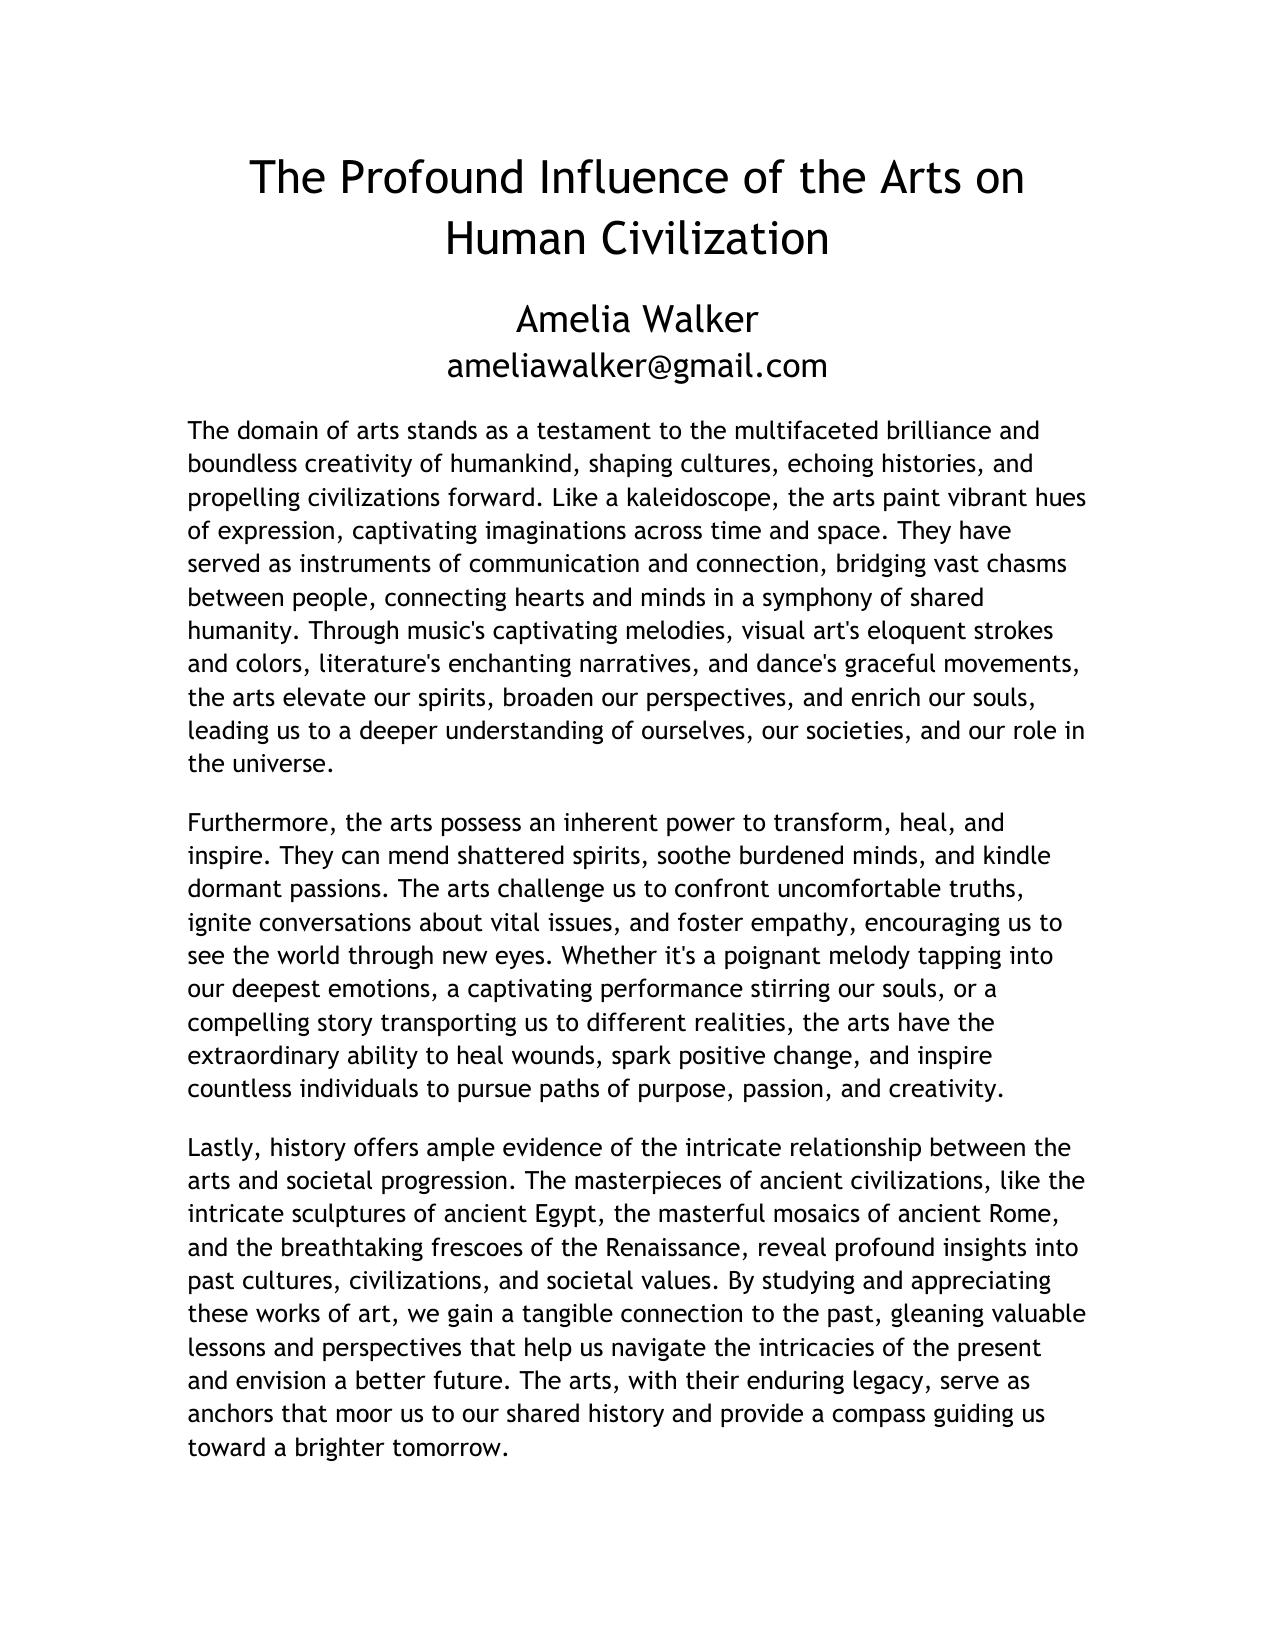 The Profound Influence of the Arts on
Human Civilization
Amelia Walker
ameliawalker@gmail.com
The domain of arts stands as a testament to the multifaceted brilliance and
boundless creativity of humankind, shaping cultures, echoing histories, and
propelling civilizations forward. Like a kaleidoscope, the arts paint vibrant hues
of expression, captivating imaginations across time and space. They have
served as instruments of communication and connection, bridging vast chasms
between people, connecting hearts and minds in a symphony of shared
humanity. Through music's captivating melodies, visual art's eloquent strokes
and colors, literature's enchanting narratives, and dance's graceful movements,
the arts elevate our spirits, broaden our perspectives, and enrich our souls,
leading us to a deeper understanding of ourselves, our societies, and our role in
the universe.
Furthermore, the arts possess an inherent power to transform, heal, and
inspire. They can mend shattered spirits, soothe burdened minds, and kindle
dormant passions. The arts challenge us to confront uncomfortable truths,
ignite conversations about vital issues, and foster empathy, encouraging us to
see the world through new eyes. Whether it's a poignant melody tapping into
our deepest emotions, a captivating performance stirring our souls, or a
compelling story transporting us to different realities, the arts have the
extraordinary ability to heal wounds, spark positive change, and inspire
countless individuals to pursue paths of purpose, passion, and creativity.
Lastly, history offers ample evidence of the intricate relationship between the
arts and societal progression. The masterpieces of ancient civilizations, like the
intricate sculptures of ancient Egypt, the masterful mosaics of ancient Rome,
and the breathtaking frescoes of the Renaissance, reveal profound insights into
past cultures, civilizations, and societal values. By studying and appreciating
these works of art, we gain a tangible connection to the past, gleaning valuable
lessons and perspectives that help us navigate the intricacies of the present
and envision a better future. The arts, with their enduring legacy, serve as
anchors that moor us to our shared history and provide a compass guiding us
toward a brighter tomorrow.